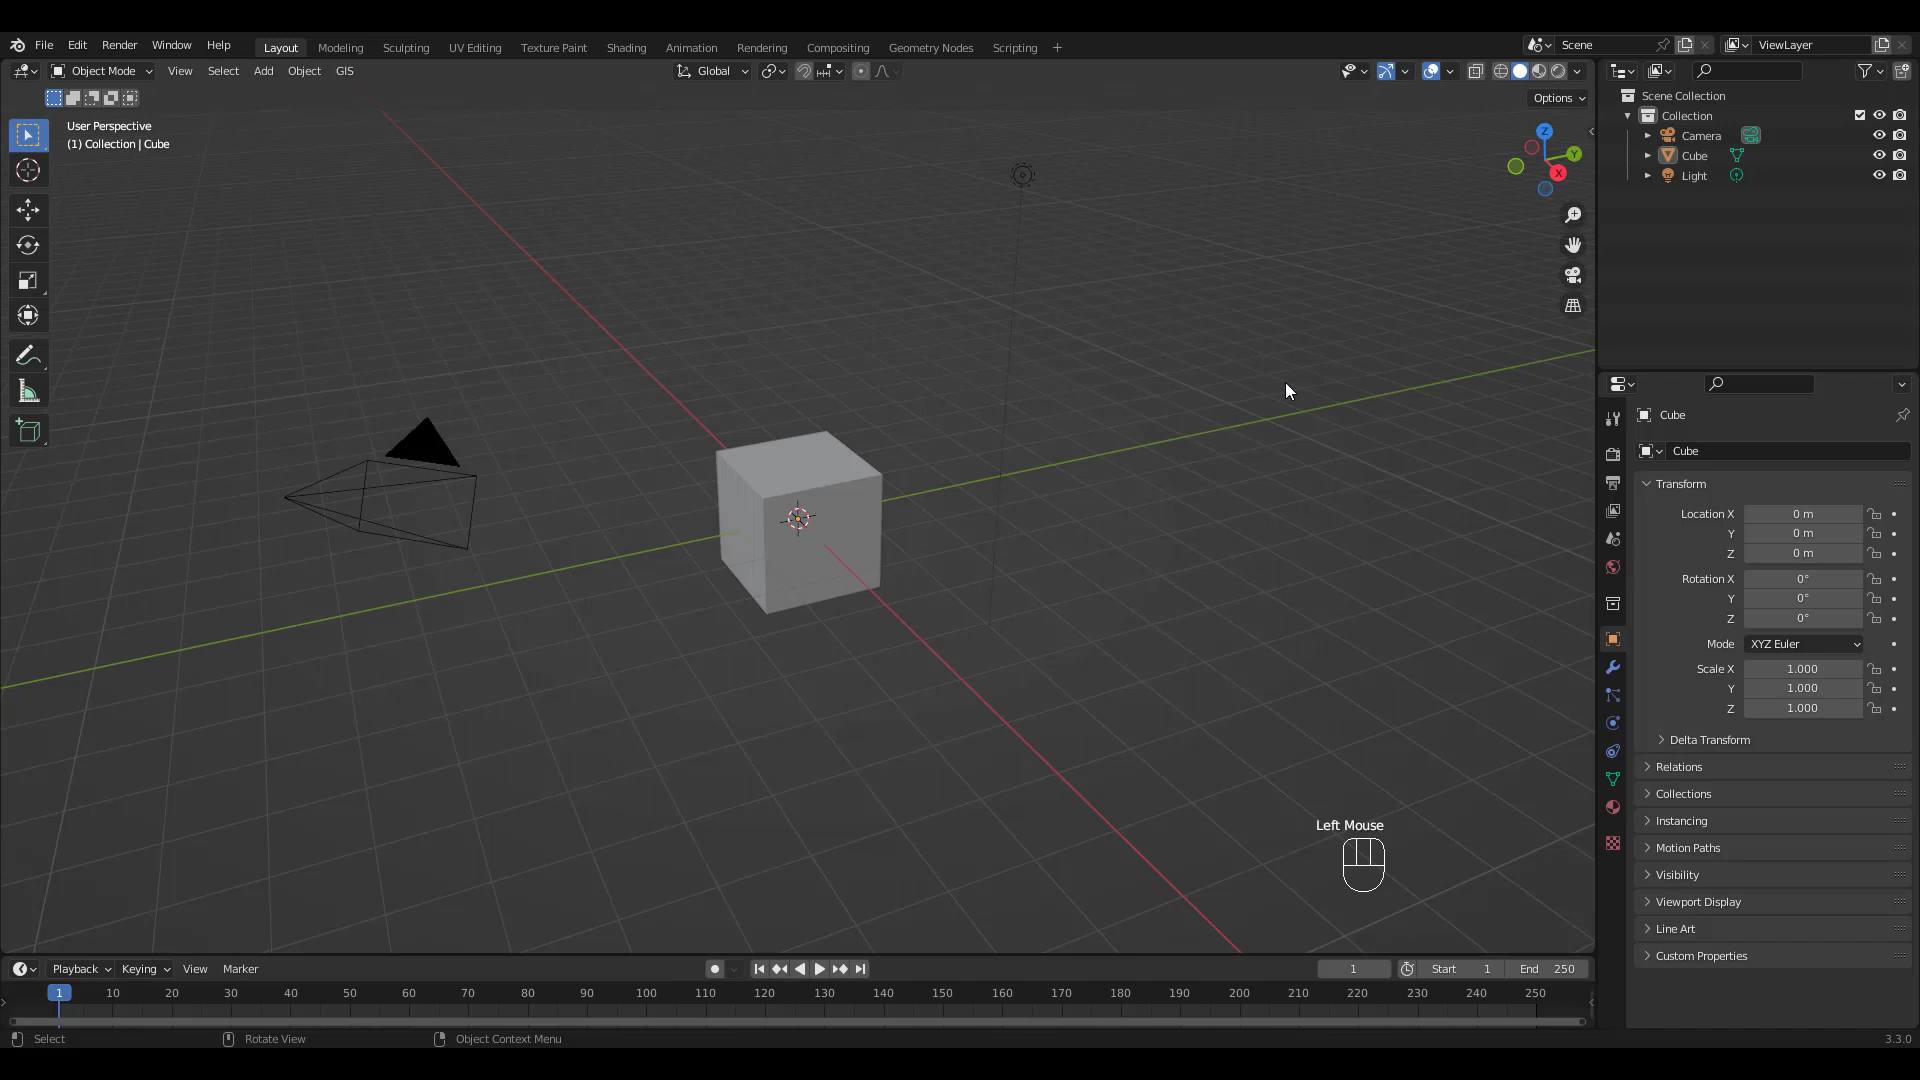 File Edit Render Window Help Layout Modeling Sculpting UV Editing Texture Paint Shading Animation Rendering Compositing Geometry Nodes Scripting + Scene ViewLayer
Object Mode View Select Add Object GIS Global
Options
User Perspective
(1) Collection | Cube
Z
Y
X
Scene Collection
Collection
Camera
Cube
Light
Cube
Cube
Transform
Location X 0 m
Y 0 m
Z 0 m
Rotation X 0°
Y 0°
Z 0°
Mode XYZ Euler
Scale X 1.000
Y 1.000
Z 1.000
Delta Transform
Relations
Collections
Instancing
Motion Paths
Visibility
Viewport Display
Line Art
Custom Properties
Left Mouse
Playback Keying View Marker 1 Start 1 End 250
1 10 20 30 40 50 60 70 80 90 100 110 120 130 140 150 160 170 180 190 200 210 220 230 240 250
Select Rotate View Object Context Menu 3.3.0